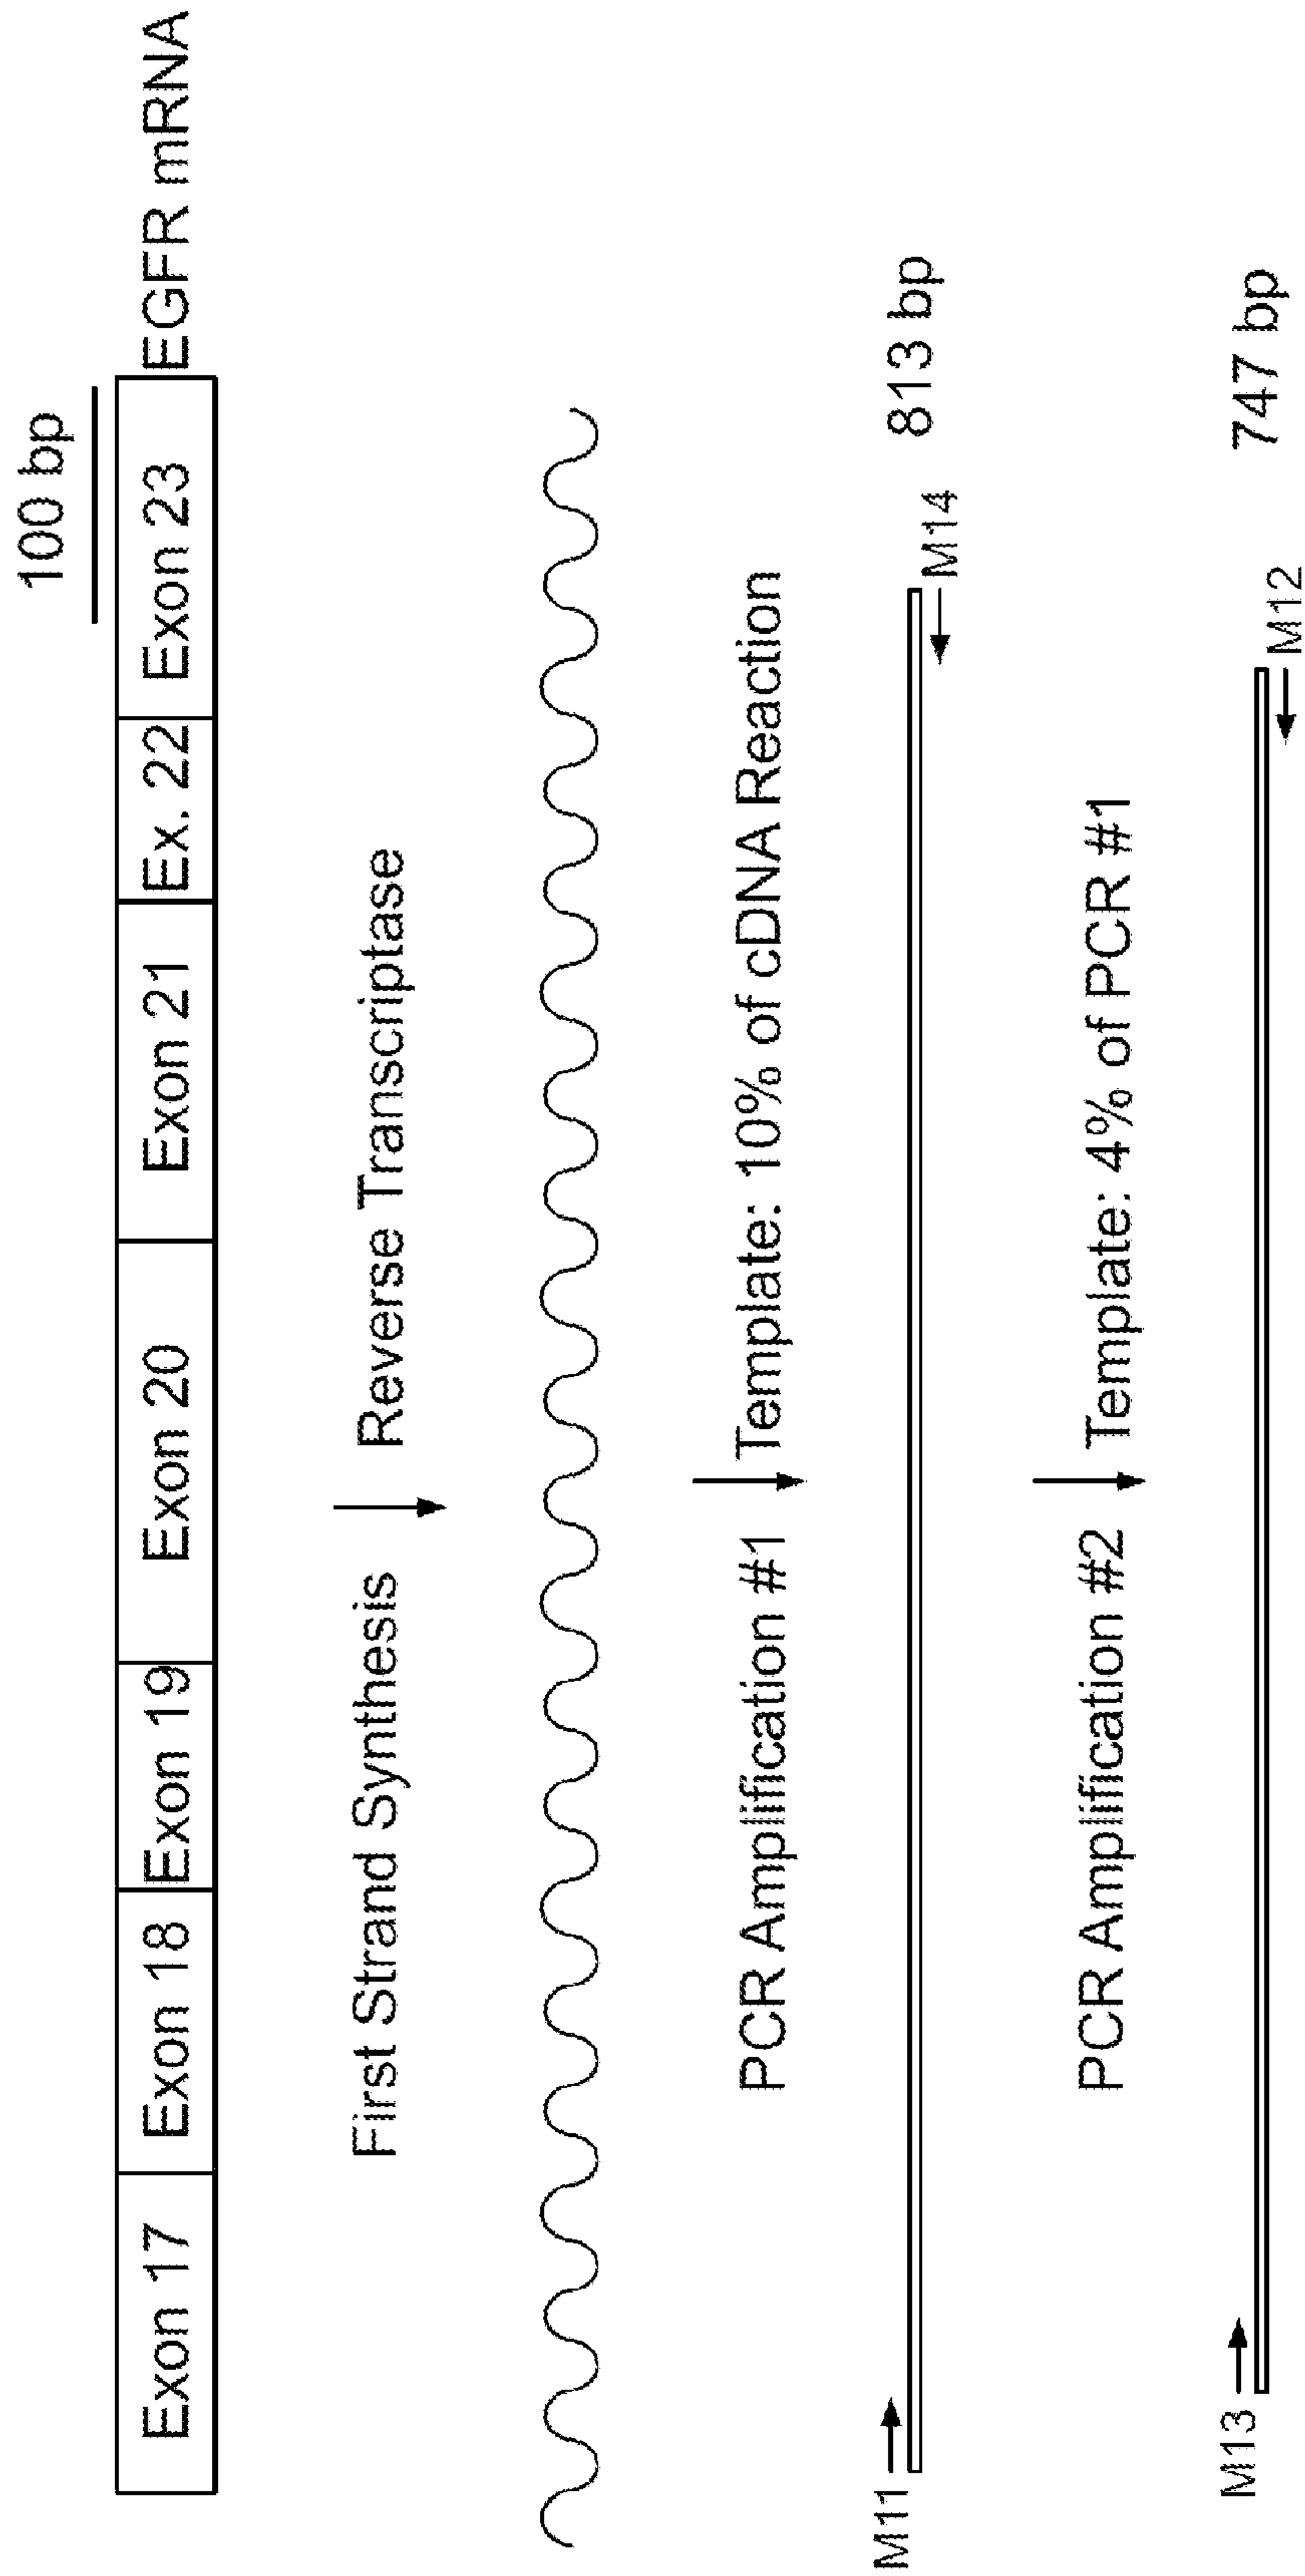 100 bp
Exon 17 Exon 18 Exon 19 Exon 20 Exon 21 Ex. 22 Exon 23 EGFR mRNA
First Strand Synthesis Reverse Transcriptase
PCR Amplification #1 Template: 10% of cDNA Reaction
M11 M14 813 bp
PCR Amplification #2 Template: 4% of PCR #1
M13 M12 747 bp